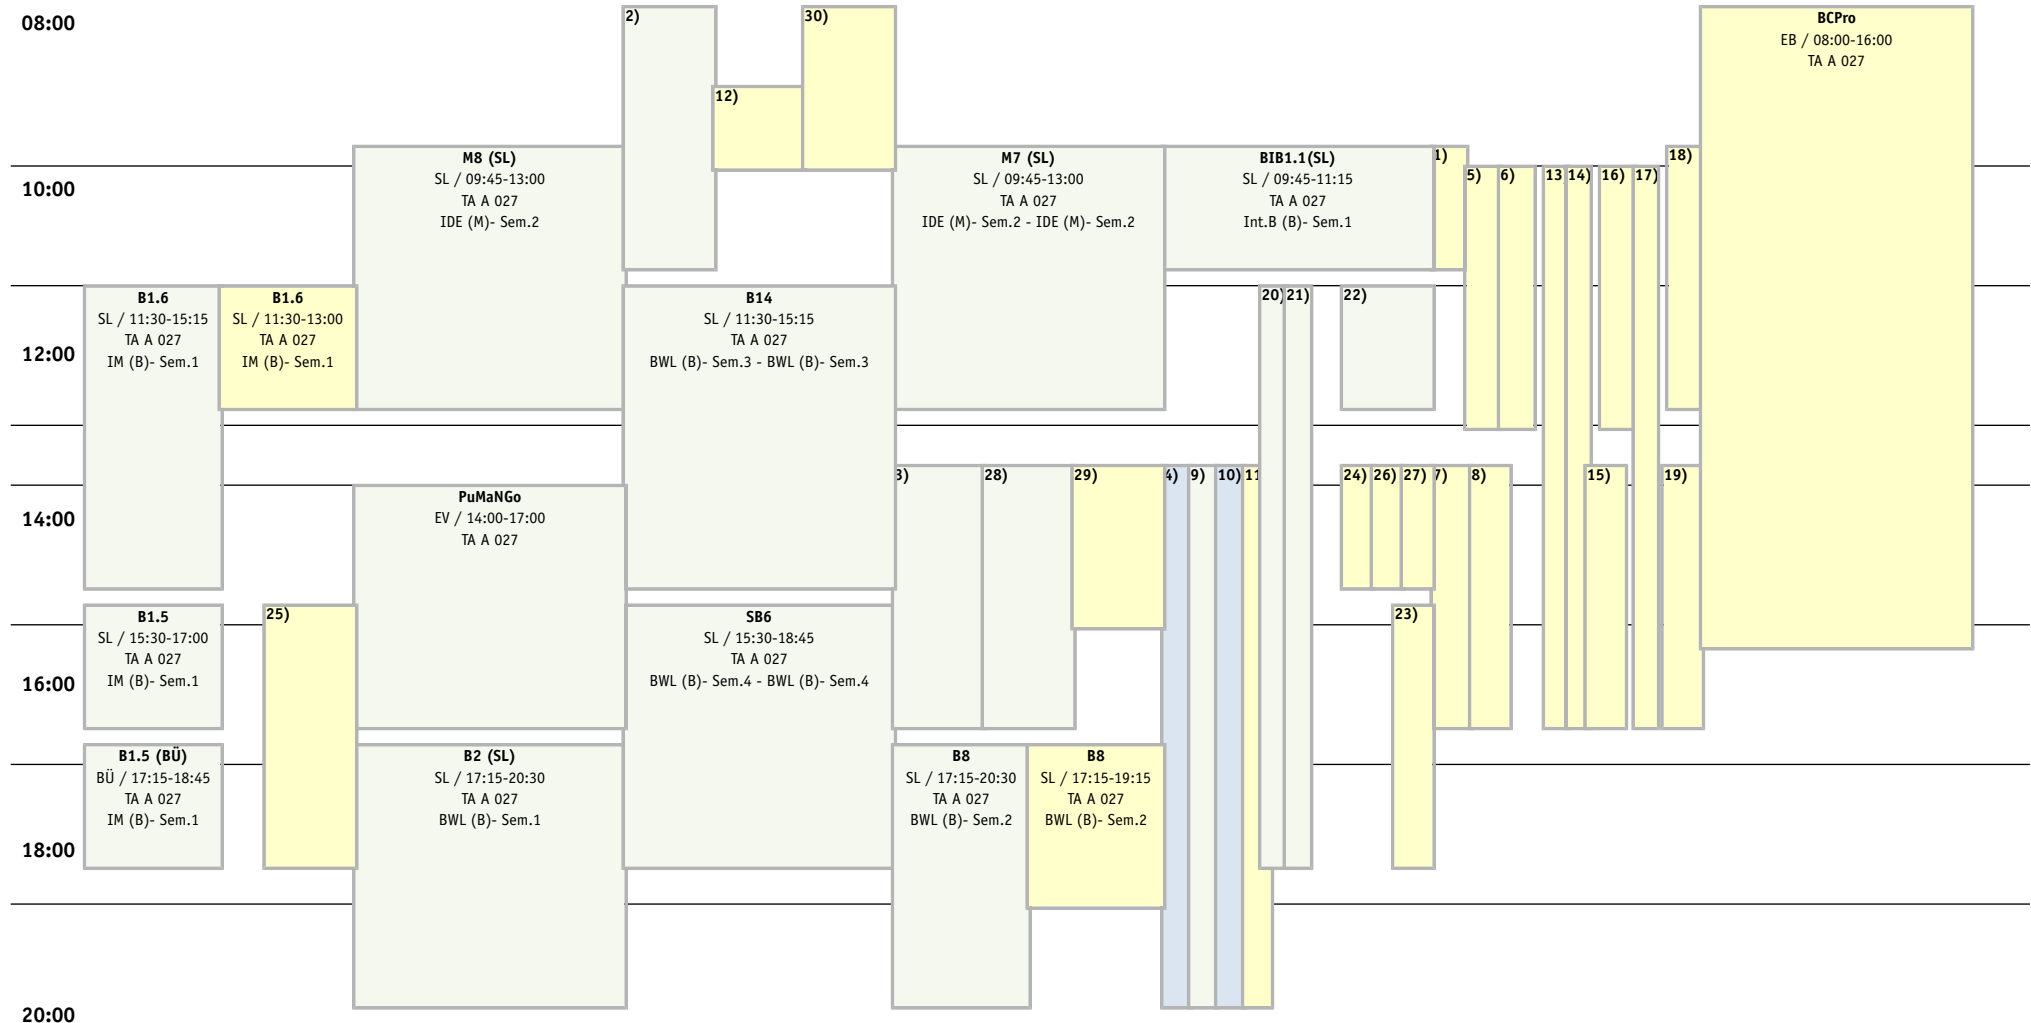 08:00
10:00
12:00
14:00
16:00
18:00
20:00
B1.6
SL / 11:30-15:15
TA A 027
IM (B)- Sem.1
B1.6
SL / 11:30-13:00
TA A 027
IM (B)- Sem.1
B1.5
SL / 15:30-17:00
TA A 027
IM (B)- Sem.1
25)
B1.5 (BÜ)
BÜ / 17:15-18:45
TA A 027
IM (B)- Sem.1
M8 (SL)
SL / 09:45-13:00
TA A 027
IDE (M)- Sem.2
PuMaNGo
EV / 14:00-17:00
TA A 027
B2 (SL)
SL / 17:15-20:30
TA A 027
BWL (B)- Sem.1
2)
12)
30)
B14
SL / 11:30-15:15
TA A 027
BWL (B)- Sem.3 - BWL (B)- Sem.3
SB6
SL / 15:30-18:45
TA A 027
BWL (B)- Sem.4 - BWL (B)- Sem.4
M7 (SL)
SL / 09:45-13:00
TA A 027
IDE (M)- Sem.2 - IDE (M)- Sem.2
3)
28)
29)
B8
SL / 17:15-20:30
TA A 027
BWL (B)- Sem.2
B8
SL / 17:15-19:15
TA A 027
BWL (B)- Sem.2
BIB1.1(SL)
SL / 09:45-11:15
TA A 027
Int.B (B)- Sem.1
20)
21)
22)
4)
9)
10)
11
24)
26)
27)
23)
1)
5)
6)
13
14)
16)
17)
18)
7)
8)
15)
19)
BCPro
EB / 08:00-16:00
TA A 027